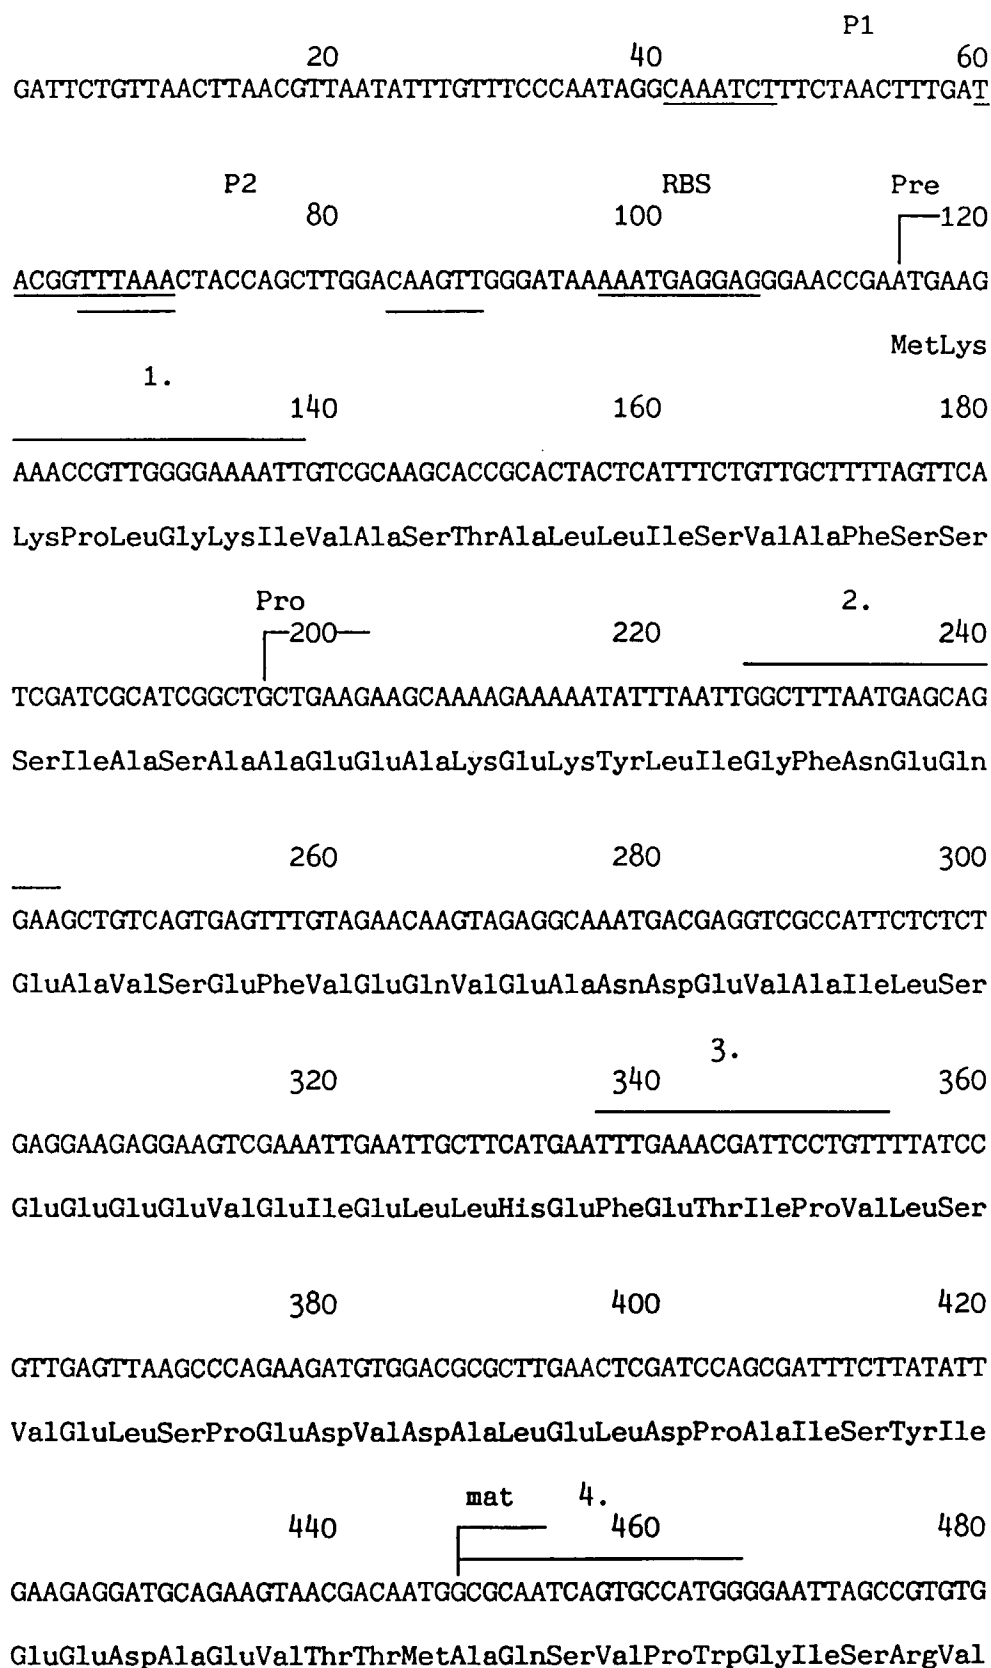 P1
20 40 60
GATTCTGTTAACTTAACGTTAATATTTGTTTCCCAATAGGCAAATCTTTCTAACTTTGAT
P2 RBS Pre
80 100 120
ACGGTTTAAACTACCAGCTTGGACAAGTTGGGATAAAAATGAGGAGGGAACCGAATGAAG
MetLys
1.
140 160 180
AAACCGTTGGGGAAAATTGTCGCAAGCACCGCACTACTCATTTCTGTTGCTTTTAGTTCA
LysProLeuGlyLysIleValAlaSerThrAlaLeuLeuIleSerValAlaPheSerSer
Pro 2.
200 220 240
TCGATCGCATCGGCTGCTGAAGAAGCAAAAGAAAAATATTTAATTGGCTTTAATGAGCAG
SerIleAlaSerAlaAlaGluGluAlaLysGluLysTyrLeuIleGlyPheAsnGluGln
260 280 300
GAAGCTGTCAGTGAGTTTGTAGAACAAGTAGAGGCAAATGACGAGGTCGCCATTCTCTCT
GluAlaValSerGluPheValGluGlnValGluAlaAsnAspGluValAlaIleLeuSer
3.
320 340 360
GAGGAAGAGGAAGTCGAAATTGAATTGCTTCATGAATTTGAAACGATTCCTGTTTTATCC
GluGluGluGluValGluIleGluLeuLeuHisGluPheGluThrIleProValLeuSer
380 400 420
GTTGAGTTAAGCCCAGAAGATGTGGACGCGCTTGAACTCGATCCAGCGATTTCTTATATT
ValGluLeuSerProGluAspValAspAlaLeuGluLeuAspProAlaIleSerTyrIle
mat 4.
440 460 480
GAAGAGGATGCAGAAGTAACGACAATGGCGCAATCAGTGCCATGGGGAATTAGCCGTGTG
GluGluAspAlaGluValThrThrMetAlaGlnSerValProTrpGlyIleSerArgVal